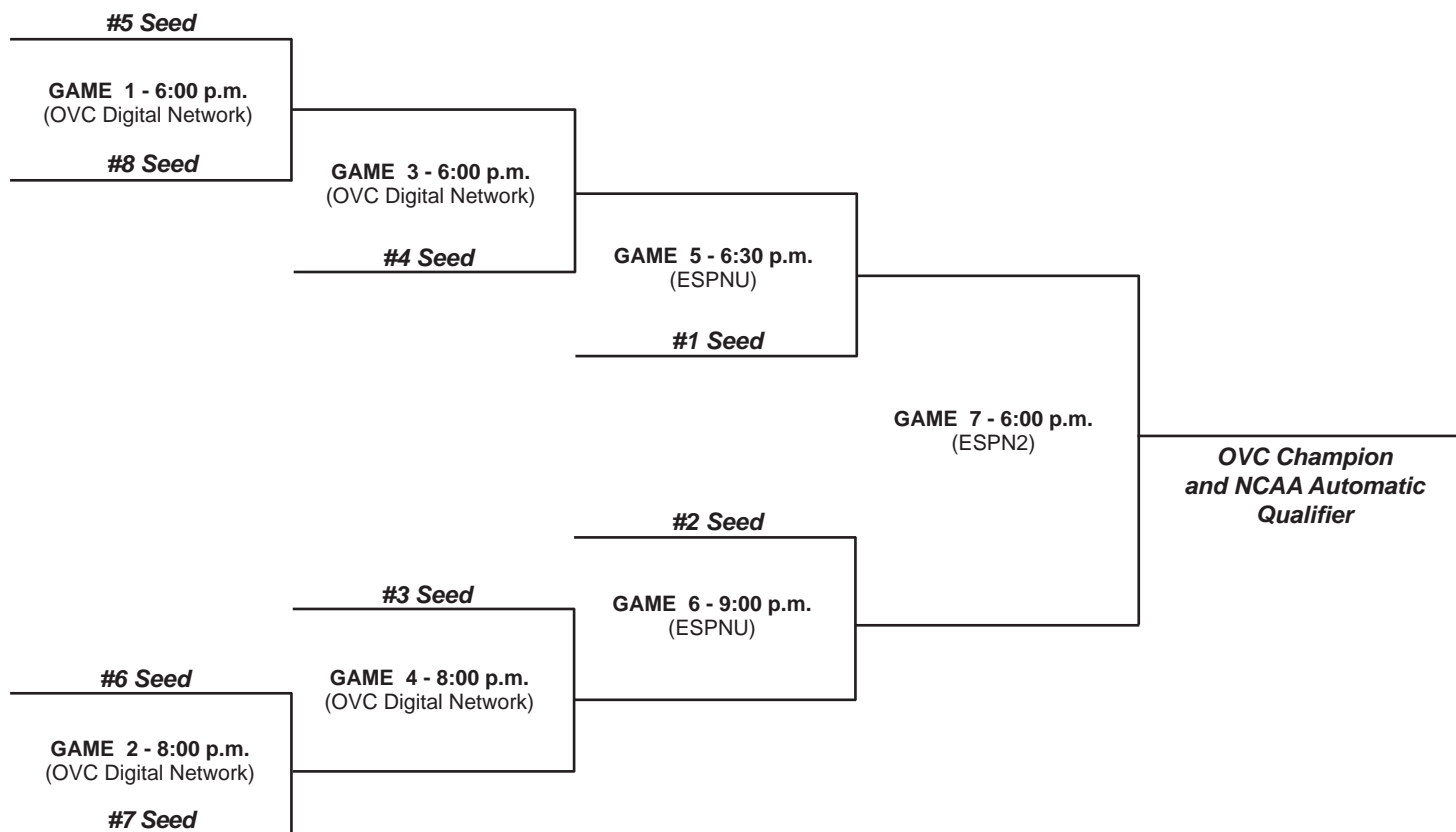 #5 Seed
GAME 1 - 6:00 p.m.
(OVC Digital Network)
#8 Seed
GAME 3 - 6:00 p.m.
(OVC Digital Network)
#4 Seed
GAME 5 - 6:30 p.m.
(ESPNU)
#1 Seed
GAME 7 - 6:00 p.m.
(ESPN2)
OVC Champion
and NCAA Automatic
Qualifier
#2 Seed
GAME 6 - 9:00 p.m.
(ESPNU)
#3 Seed
GAME 4 - 8:00 p.m.
(OVC Digital Network)
#6 Seed
GAME 2 - 8:00 p.m.
(OVC Digital Network)
#7 Seed